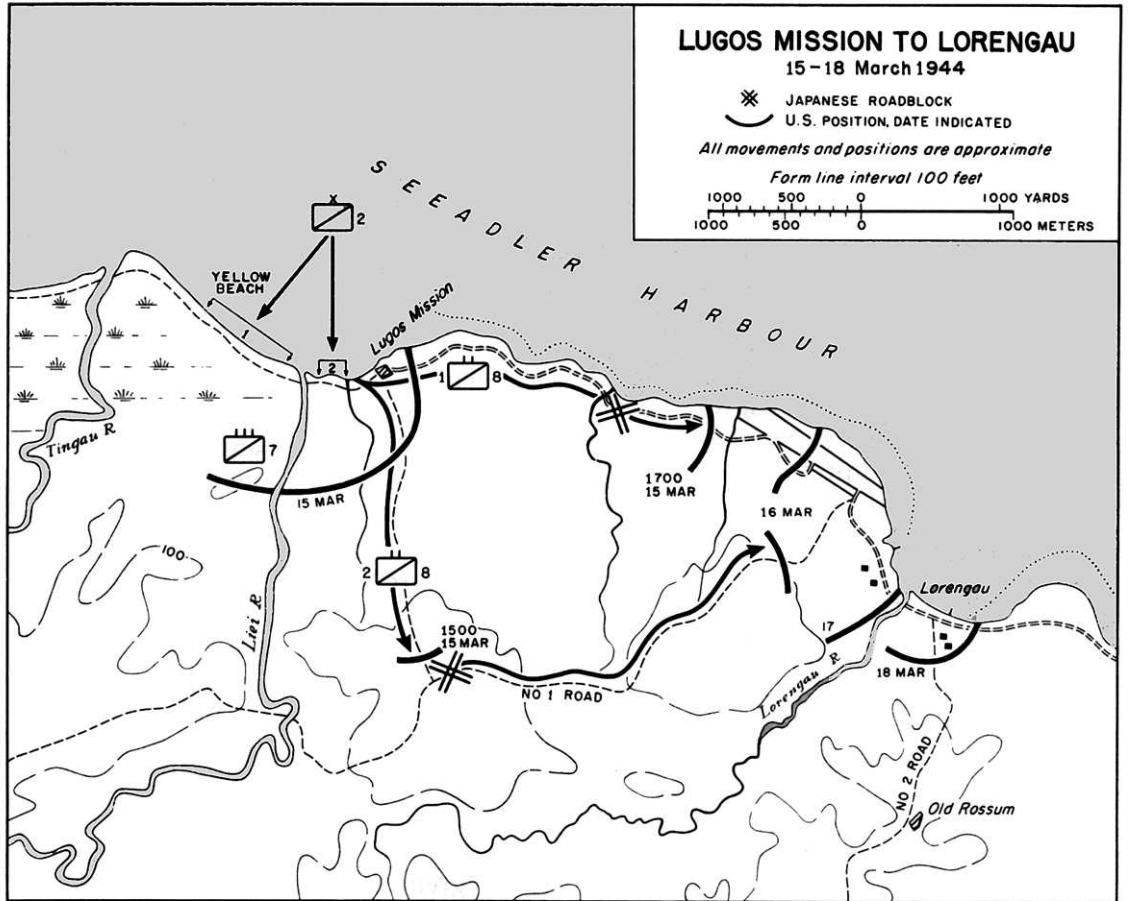 LUGOS MISSION TO LORENGAU
15-18 March 1944
JAPANESE ROADBLOCK
U.S. POSITION, DATE INDICATED
All movements and positions are approximate
Form line interval 100 feet
1000 500 0 1000 YARDS
1000 500 0 1000 METERS
SEEADLER HARBOUR
X
2
YELLOW
BEACH
1
2
Lugos Mission
1 8
Tingau R
7
15 MAR
1700
15 MAR
16 MAR
100
2 8
Liei R
1500
15 MAR
NO 1 ROAD
Lorengau
17
Lorengau R
18 MAR
NO 2 ROAD
Old Rossum